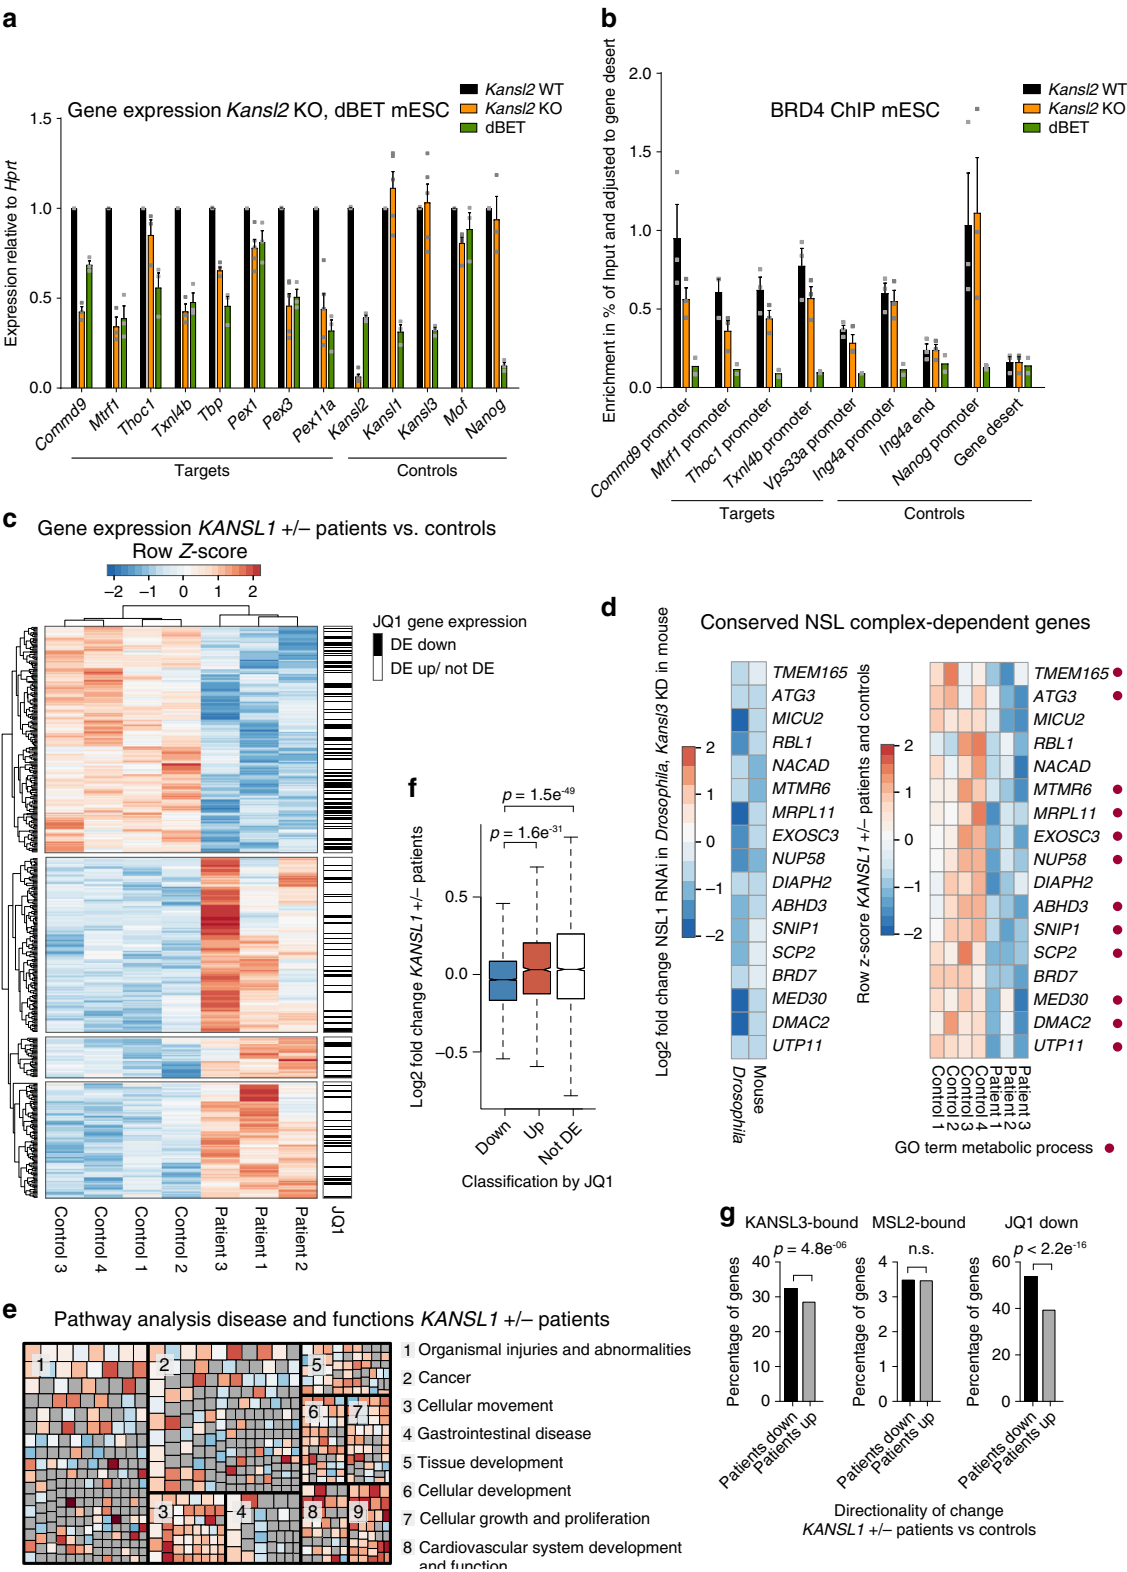 a
Gene expression Kansl2 KO, dBET mESC
Kansl2 WT
Kansl2 KO
dBET
Expression relative to Hprt
1.5
1.0
0.5
0.0
Commd9
Mtrf1
Thoc1
Txnl4b
Tbp
Pex1
Pex3
Pex11a
Kansl2
Kansl1
Kansl3
Mof
Nanog
Targets
Controls
b
BRD4 ChIP mESC
Kansl2 WT
Kansl2 KO
dBET
Enrichment in % of Input and adjusted to gene desert
2.0
1.5
1.0
0.5
0.0
Commd9 promoter
Mtrf1 promoter
Thoc1 promoter
Txnl4b promoter
Vps33a promoter
Ing4a promoter
Ing4a end
Nanog promoter
Gene desert
Targets
Controls
c
Gene expression KANSL1 +/– patients vs. controls
Row Z-score
–2 –1 0 1 2
JQ1 gene expression
DE down
DE up/ not DE
Control 3
Control 4
Control 1
Control 2
Patient 3
Patient 1
Patient 2
JQ1
d
Conserved NSL complex-dependent genes
Log2 fold change NSL1 RNAi in Drosophila, Kansl3 KD in mouse
2
1
0
–1
–2
TMEM165
ATG3
MICU2
RBL1
NACAD
MTMR6
MRPL11
EXOSC3
NUP58
DIAPH2
ABHD3
SNIP1
SCP2
BRD7
MED30
DMAC2
UTP11
Drosophila
Mouse
Row z-score KANSL1 +/– patients and controls
2
1
0
–1
–2
TMEM165
ATG3
MICU2
RBL1
NACAD
MTMR6
MRPL11
EXOSC3
NUP58
DIAPH2
ABHD3
SNIP1
SCP2
BRD7
MED30
DMAC2
UTP11
Control 1
Control 2
Control 3
Control 4
Patient 1
Patient 2
Patient 3
GO term metabolic process
f
p = 1.5e-49
p = 1.6e-31
Log2 fold change KANSL1 +/– patients
0.5
0.0
–0.5
Down
Up
Not DE
Classification by JQ1
e
Pathway analysis disease and functions KANSL1 +/– patients
1
2
3
4
5
6
7
8
9
1 Organismal injuries and abnormalities
2 Cancer
3 Cellular movement
4 Gastrointestinal disease
5 Tissue development
6 Cellular development
7 Cellular growth and proliferation
8 Cardiovascular system development
and function
g
KANSL3-bound
p = 4.8e-06
Percentage of genes
40
30
20
10
0
Patients down
Patients up
MSL2-bound
n.s.
Percentage of genes
4
3
2
1
0
Patients down
Patients up
JQ1 down
p < 2.2e-16
Percentage of genes
60
40
20
0
Patients down
Patients up
Directionality of change
KANSL1 +/– patients vs controls